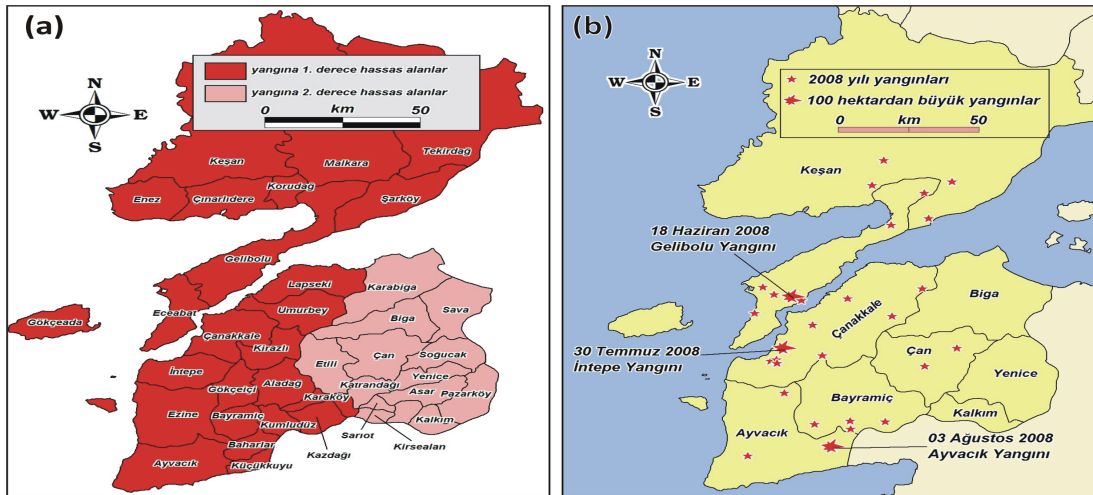 (a)
yangına 1. derece hassas alanlar
yangına 2. derece hassas alanlar
0 km 50
N
W E
S
Keşan
Malkara
Tekirdag
Enez
Çınarlıdere
Korudag
Şarköy
Gelibolu
Lapseki
Karabiga
Umurbey
Sava
Gökçeada
Eceabat
Biga
Çanakkale
Kirazlı
Etili
Çan
Soğucak
İntepe
Aladag
Katrandağı
Yenice
Gökçeiçi
Karaköy
Asar
Pazarköy
Ezine
Bayramiç
Kumludüz
Kalkım
Sarıot
Kirsealan
Baharlar
Kazdağı
Ayvacık
Küçükkuyu
(b)
2008 yılı yangınları
100 hektardan büyük yangınlar
0 km 50
N
W E
S
Keşan
18 Haziran 2008
Gelibolu Yangını
Biga
Çanakkale
30 Temmuz 2008
İntepe Yangını
Çan
Yenice
Bayramiç
Kalkım
Ayvacık
03 Ağustos 2008
Ayvacık Yangını